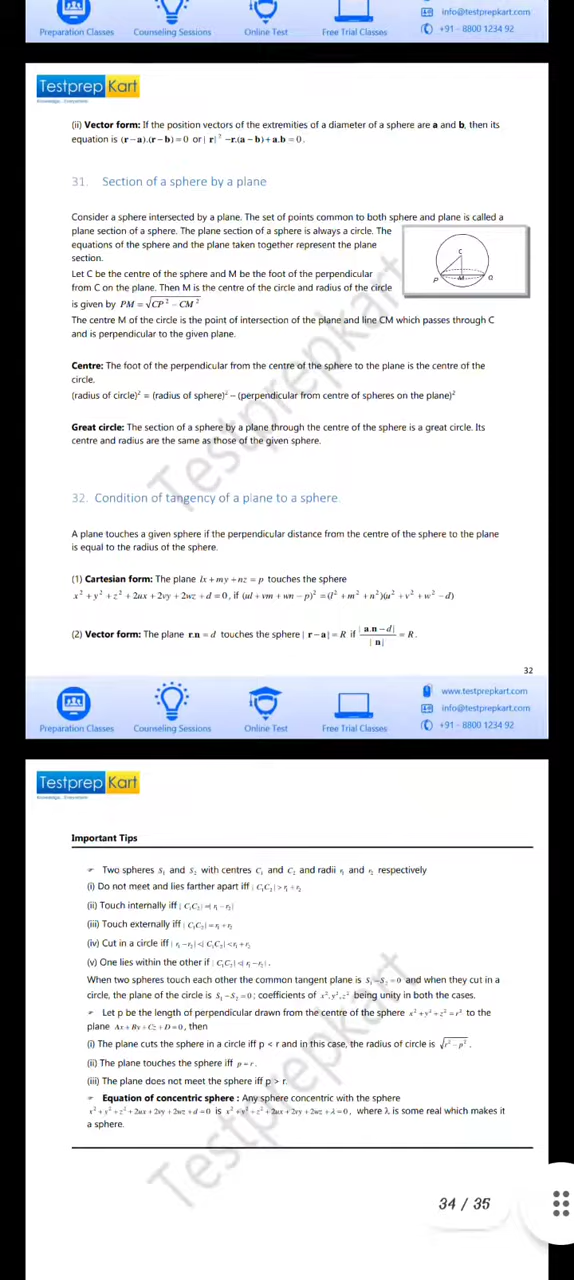 Preparation Classes Counseling Sessions Online Test Free Trial Classes
info@testprepkart.com
+91 - 8800 1234 92
Testprep Kart
(ii) Vector form: If the position vectors of the extremities of a diameter of a sphere are a and b, then its
equation is (r – a).(r – b) = 0 or | r |² – r.(a – b) + a.b = 0.
31. Section of a sphere by a plane
Consider a sphere intersected by a plane. The set of points common to both sphere and plane is called a
plane section of a sphere. The plane section of a sphere is always a circle. The
equations of the sphere and the plane taken together represent the plane
section.
Let C be the centre of the sphere and M be the foot of the perpendicular
from C on the plane. Then M is the centre of the circle and radius of the circle
is given by PM = √CP² – CM²
C
P M Q
The centre M of the circle is the point of intersection of the plane and line CM which passes through C
and is perpendicular to the given plane.
Centre: The foot of the perpendicular from the centre of the sphere to the plane is the centre of the
circle.
(radius of circle)² = (radius of sphere)² – (perpendicular from centre of spheres on the plane)²
Great circle: The section of a sphere by a plane through the centre of the sphere is a great circle. Its
centre and radius are the same as those of the given sphere.
32. Condition of tangency of a plane to a sphere.
A plane touches a given sphere if the perpendicular distance from the centre of the sphere to the plane
is equal to the radius of the sphere.
(1) Cartesian form: The plane lx + my + nz = p touches the sphere
x² + y² + z² + 2ux + 2vy + 2wz + d = 0, if (ul + vm + wn – p)² = (l² + m² + n²)(u² + v² + w² – d)
(2) Vector form: The plane r.n = d touches the sphere | r – a | = R if | a.n – d | / | n | = R.
32
Preparation Classes Counseling Sessions Online Test Free Trial Classes
www.testprepkart.com
info@testprepkart.com
+91 - 8800 1234 92
Testprep Kart
Important Tips
☞ Two spheres S₁ and S₂ with centres C₁ and C₂ and radii r₁ and r₂ respectively
(i) Do not meet and lies farther apart iff | C₁C₂ | > r₁ + r₂
(ii) Touch internally iff | C₁C₂ | = | r₁ – r₂ |
(iii) Touch externally iff | C₁C₂ | = r₁ + r₂
(iv) Cut in a circle iff | r₁ – r₂ | < | C₁C₂ | < r₁ + r₂
(v) One lies within the other if | C₁C₂ | < | r₁ – r₂ |.
When two spheres touch each other the common tangent plane is S₁ – S₂ = 0 and when they cut in a
circle, the plane of the circle is S₁ – S₂ = 0; coefficients of x², y², z² being unity in both the cases.
☞ Let p be the length of perpendicular drawn from the centre of the sphere x² + y² + z² = r² to the
plane Ax + By + Cz + D = 0, then
(i) The plane cuts the sphere in a circle iff p < r and in this case, the radius of circle is √r² – p².
(ii) The plane touches the sphere iff p = r.
(iii) The plane does not meet the sphere iff p > r.
☞ Equation of concentric sphere : Any sphere concentric with the sphere
x² + y² + z² + 2ux + 2vy + 2wz + d = 0 is x² + y² + z² + 2ux + 2vy + 2wz + λ = 0, where λ is some real which makes it
a sphere.
Testprepkart
Testprepkart
34 / 35